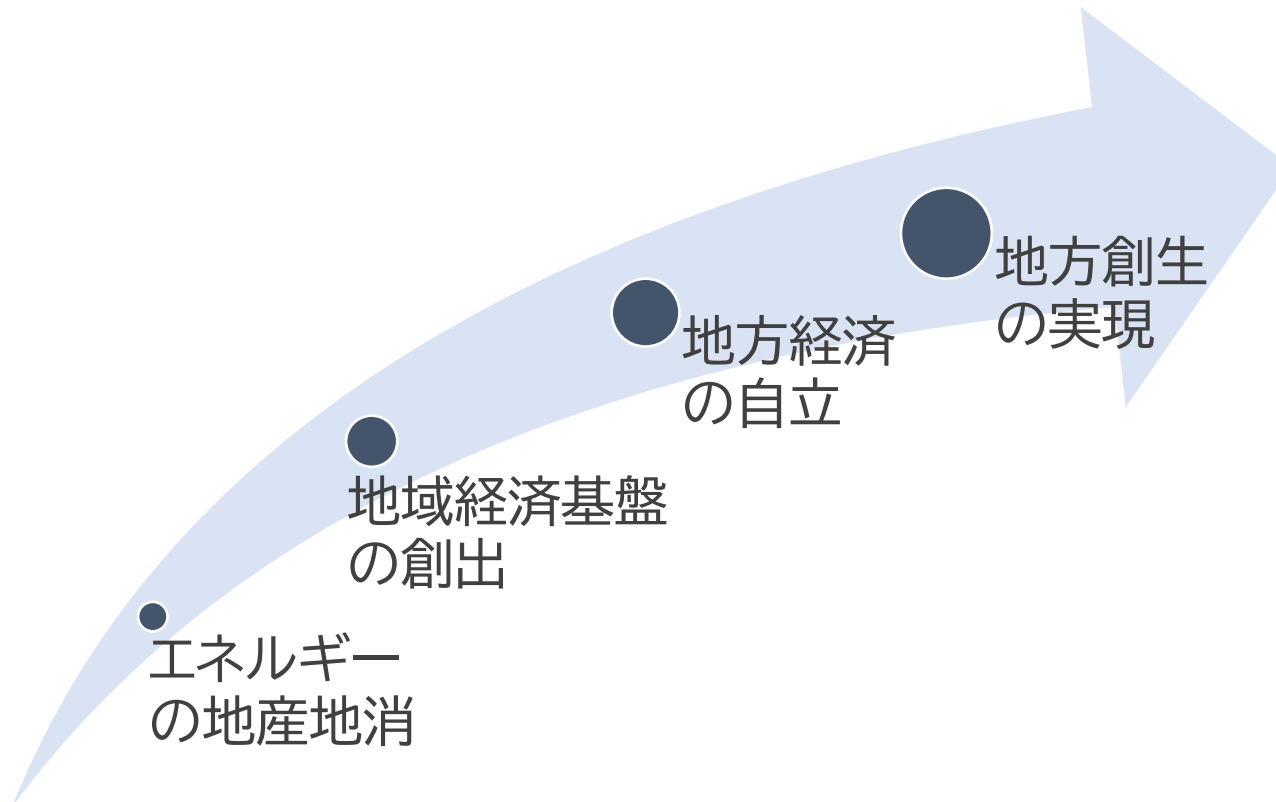 地方創生
の実現
地方経済
の自立
地域経済基盤
の創出
エネルギー
の地産地消